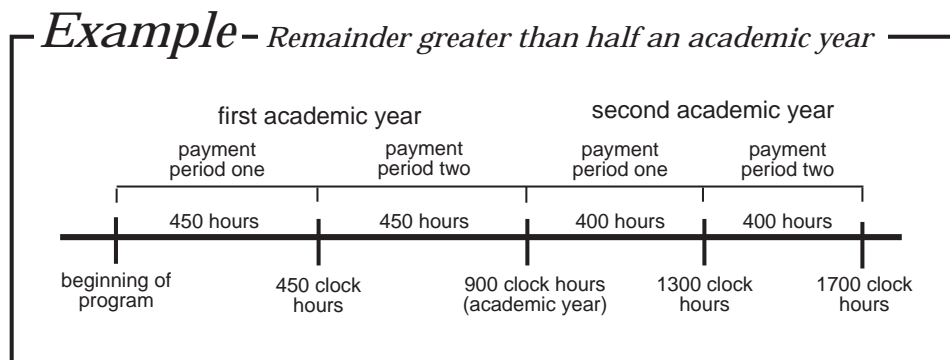 Example – Remainder greater than half an academic year
first academic year
second academic year
payment
period one
payment
period two
payment
period one
payment
period two
450 hours
450 hours
400 hours
400 hours
beginning of
program
450 clock
hours
900 clock hours
(academic year)
1300 clock
hours
1700 clock
hours